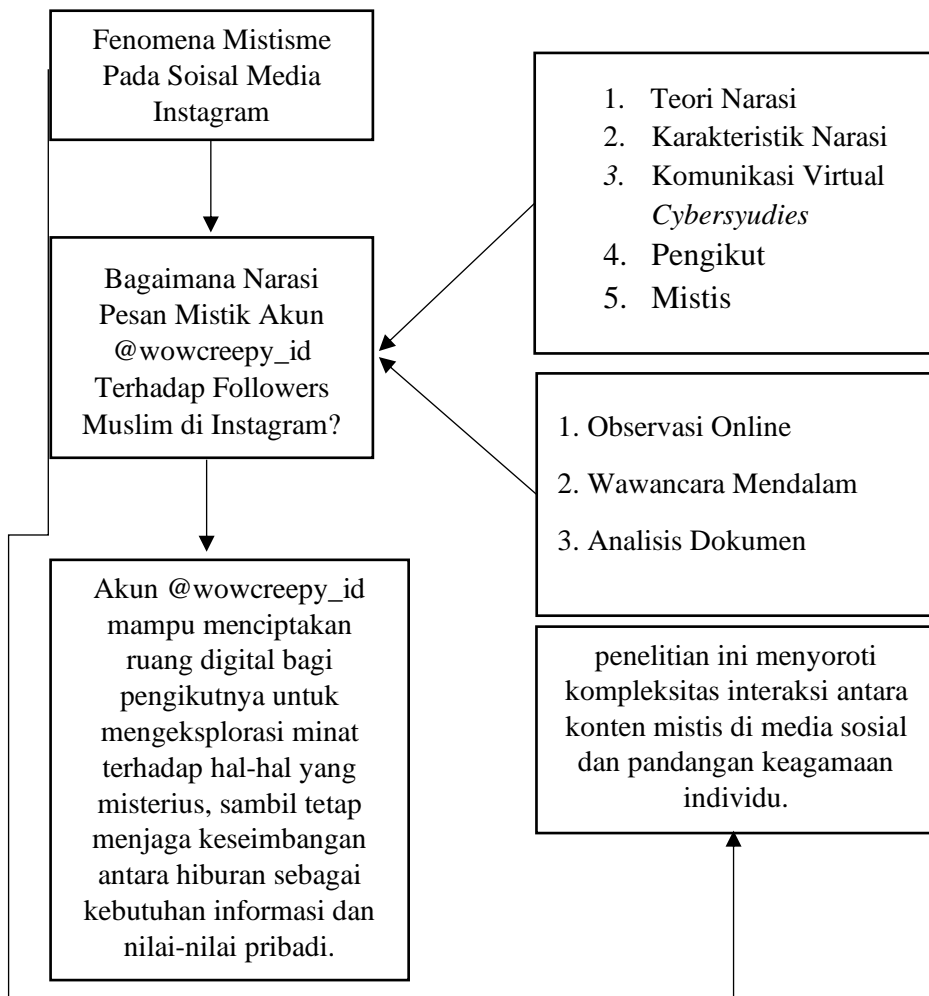 Fenomena Mistisme
Pada Soisal Media
Instagram
Bagaimana Narasi
Pesan Mistik Akun
@wowcreepy_id
Terhadap Followers
Muslim di Instagram?
Akun @wowcreepy_id
mampu menciptakan
ruang digital bagi
pengikutnya untuk
mengeksplorasi minat
terhadap hal-hal yang
misterius, sambil tetap
menjaga keseimbangan
antara hiburan sebagai
kebutuhan informasi dan
nilai-nilai pribadi.
1. Teori Narasi
2. Karakteristik Narasi
3. Komunikasi Virtual
Cybersyudies
4. Pengikut
5. Mistis
1. Observasi Online
2. Wawancara Mendalam
3. Analisis Dokumen
penelitian ini menyoroti
kompleksitas interaksi antara
konten mistis di media sosial
dan pandangan keagamaan
individu.